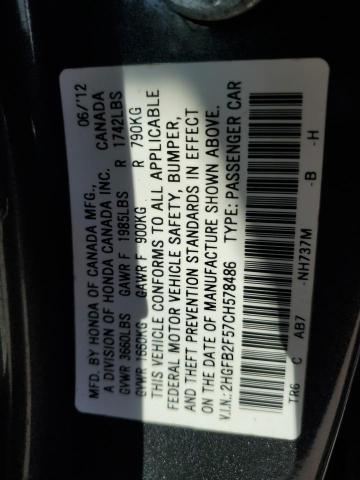 MFD. BY HONDA OF CANADA MFG., 06/'12
A DIVISION OF HONDA CANADA INC. CANADA
GVWR 3660LBS GAWR F 1985LBS R 1742LBS
GVWR 1660KG GAWR F 900KG R 790KG
THIS VEHICLE CONFORMS TO ALL APPLICABLE
FEDERAL MOTOR VEHICLE SAFETY, BUMPER,
AND THEFT PREVENTION STANDARDS IN EFFECT
ON THE DATE OF MANUFACTURE SHOWN ABOVE.
V.I.N.: 2HGFB2F57CH578486 TYPE: PASSENGER CAR
TR6 C AB7 -NH737M -B -H